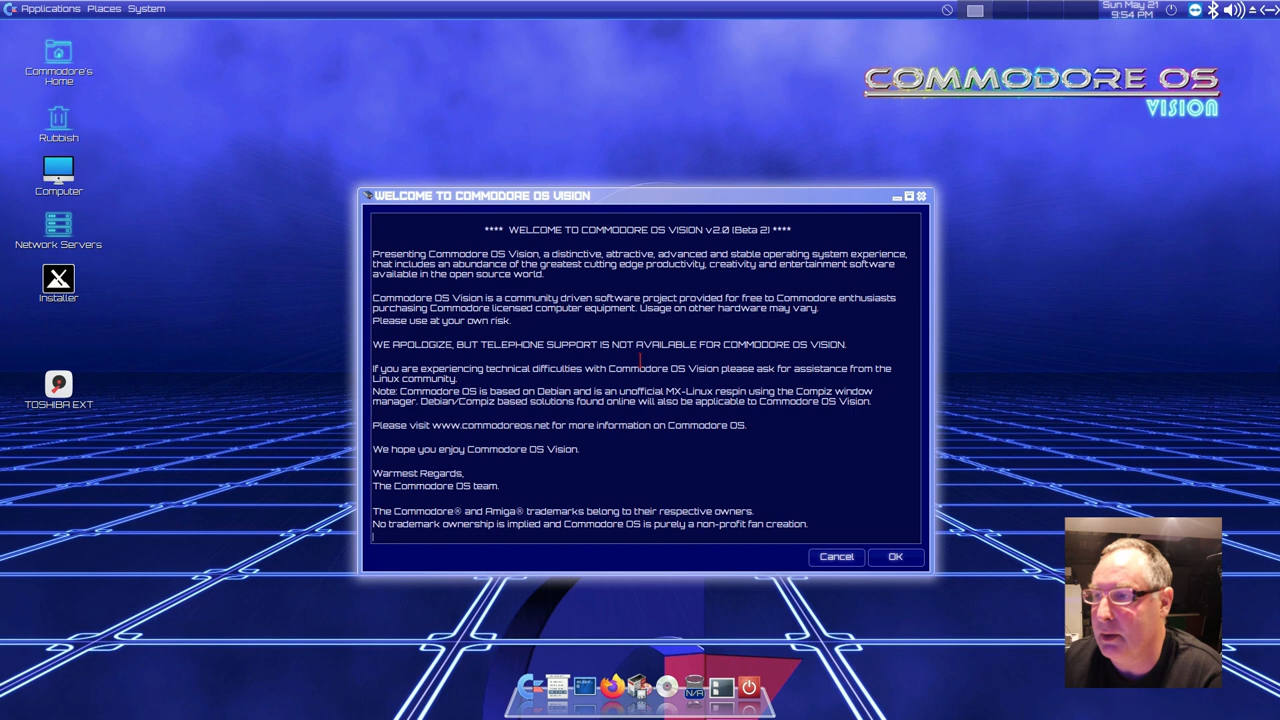 Applications Places System
Sun May 21
9:54 PM
Commodore's
Home
Rubbish
Computer
Network Servers
Installer
TOSHIBA EXT
COMMODORE OS
VISION
WELCOME TO COMMODORE OS VISION
**** WELCOME TO COMMODORE OS VISION v2.0 (Beta 2) ****
Presenting Commodore OS Vision, a distinctive, attractive, advanced and stable operating system experience,
that includes an abundance of the greatest cutting edge productivity, creativity and entertainment software
available in the open source world.
Commodore OS Vision is a community driven software project provided for free to Commodore enthusiasts
purchasing Commodore licensed computer equipment. Usage on other hardware may vary.
Please use at your own risk.
WE APOLOGIZE, BUT TELEPHONE SUPPORT IS NOT AVAILABLE FOR COMMODORE OS VISION.
If you are experiencing technical difficulties with Commodore OS Vision please ask for assistance from the
Linux community.
Note: Commodore OS is based on Debian and is an unofficial MX-Linux respin using the Compiz window
manager. Debian/Compiz based solutions found online will also be applicable to Commodore OS Vision.
Please visit www.commodoreos.net for more information on Commodore OS.
We hope you enjoy Commodore OS Vision.
Warmest Regards,
The Commodore OS team.
The Commodore® and Amiga® trademarks belong to their respective owners.
No trademark ownership is implied and Commodore OS is purely a non-profit fan creation.
Cancel OK
N/A